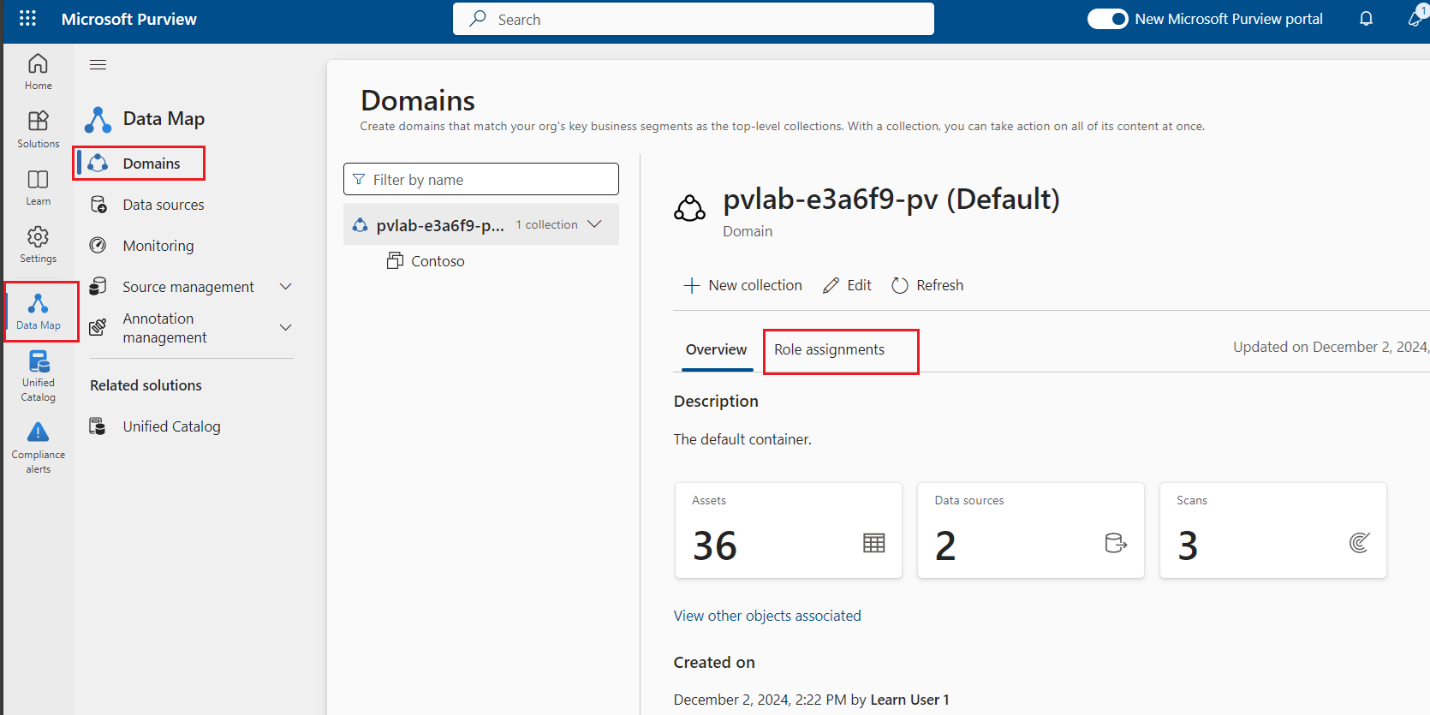 Microsoft Purview
Search
New Microsoft Purview portal
1
Home
Solutions
Learn
Settings
Data Map
Unified
Catalog
Compliance
alerts
Data Map
Domains
Data sources
Monitoring
Source management
Annotation
management
Related solutions
Unified Catalog
Domains
Create domains that match your org's key business segments as the top-level collections. With a collection, you can take action on all of its content at once.
Filter by name
pvlab-e3a6f9-p... 1 collection
Contoso
pvlab-e3a6f9-pv (Default)
Domain
New collection Edit Refresh
Overview Role assignments Updated on December 2, 2024,
Description
The default container.
Assets Data sources Scans
36 2 3
View other objects associated
Created on
December 2, 2024, 2:22 PM by Learn User 1